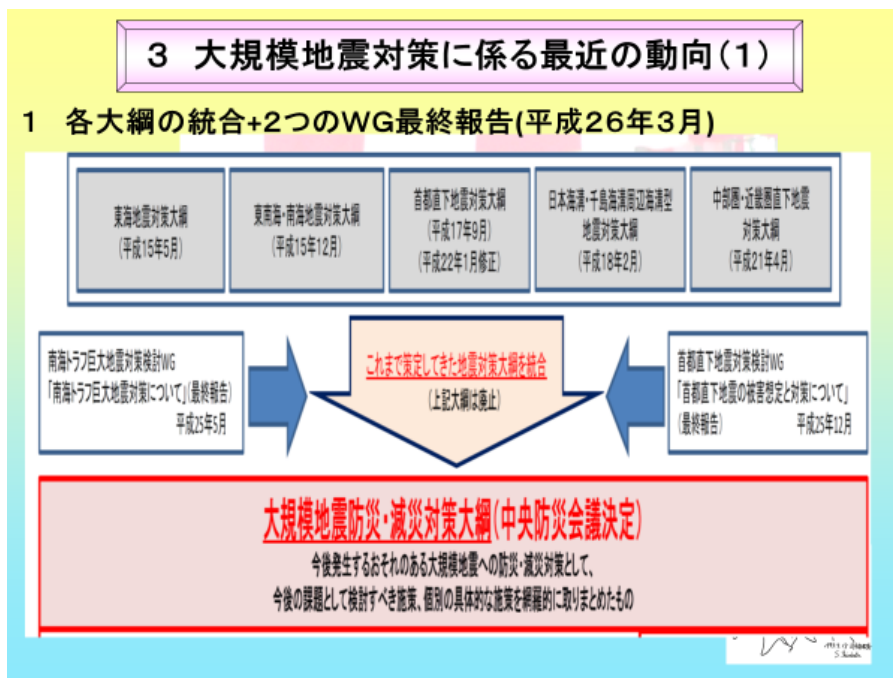 3 大規模地震対策に係る最近の動向(1)
1 各大綱の統合+2つのWG最終報告(平成26年3月)
東海地震対策大綱
(平成15年5月)
東南海・南海地震対策大綱
(平成15年12月)
首都直下地震対策大綱
(平成17年9月)
(平成22年1月修正)
日本海溝・千島海溝周辺海溝型
地震対策大綱
(平成18年2月)
中部圏・近畿圏直下地震
対策大綱
(平成21年4月)
南海トラフ巨大地震対策検討WG
「南海トラフ巨大地震対策について」(最終報告)
平成25年5月
これまで策定してきた地震対策大綱を統合
(上記大綱は廃止)
首都直下地震対策検討WG
「首都直下地震の被害想定と対策について」
(最終報告) 平成25年12月
大規模地震防災・減災対策大綱(中央防災会議決定)
今後発生するおそれのある大規模地震への防災・減災対策として、
今後の課題として検討すべき施策、個別の具体的な施策を網羅的に取りまとめたもの